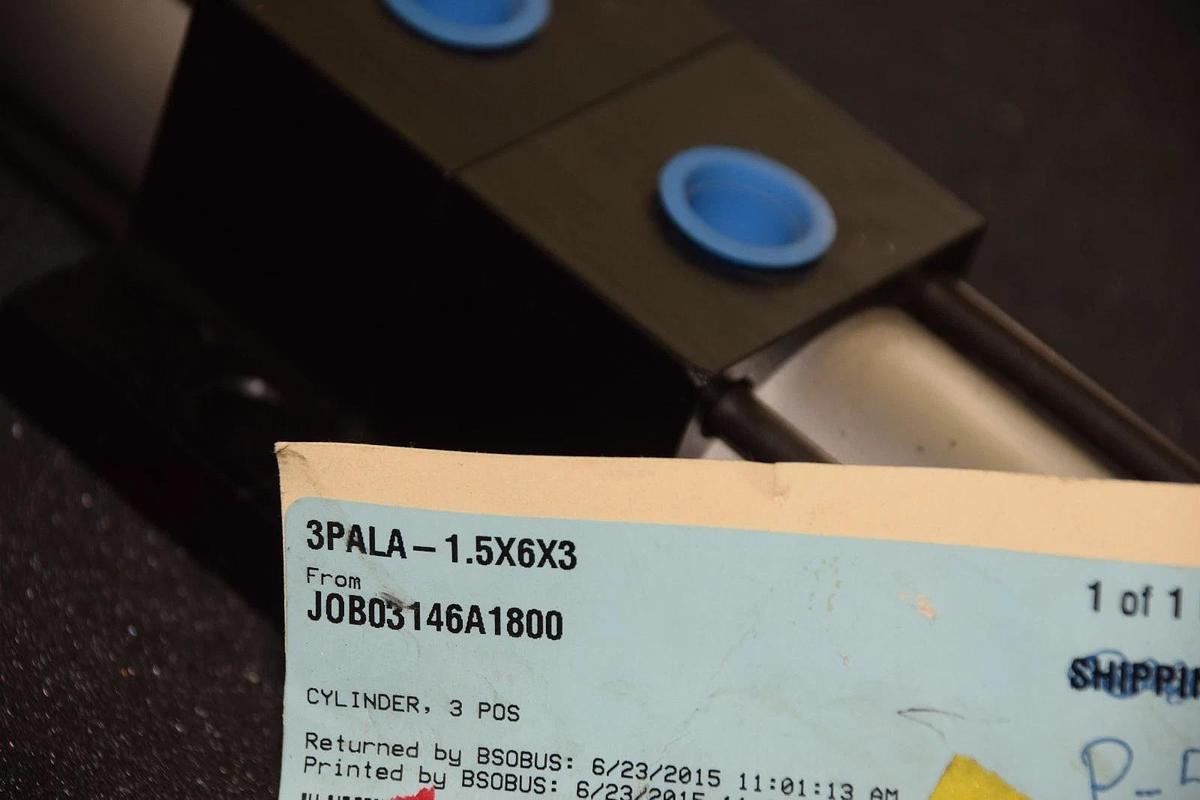 3PALA-1.5X6X3
From
JOB03146A1800
1 of 1
CYLINDER, 3 POS
Returned by BSOBUS: 6/23/2015 11:01:13 AM
Printed by BSOBUS: 6/23/2015